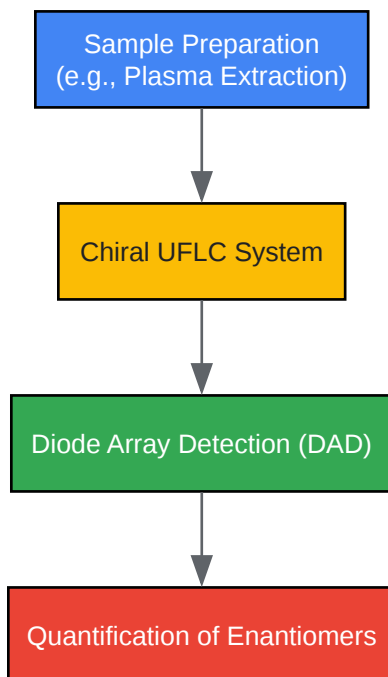 Sample Preparation
(e.g., Plasma Extraction)
Chiral UFLC System
Diode Array Detection (DAD)
Quantification of Enantiomers